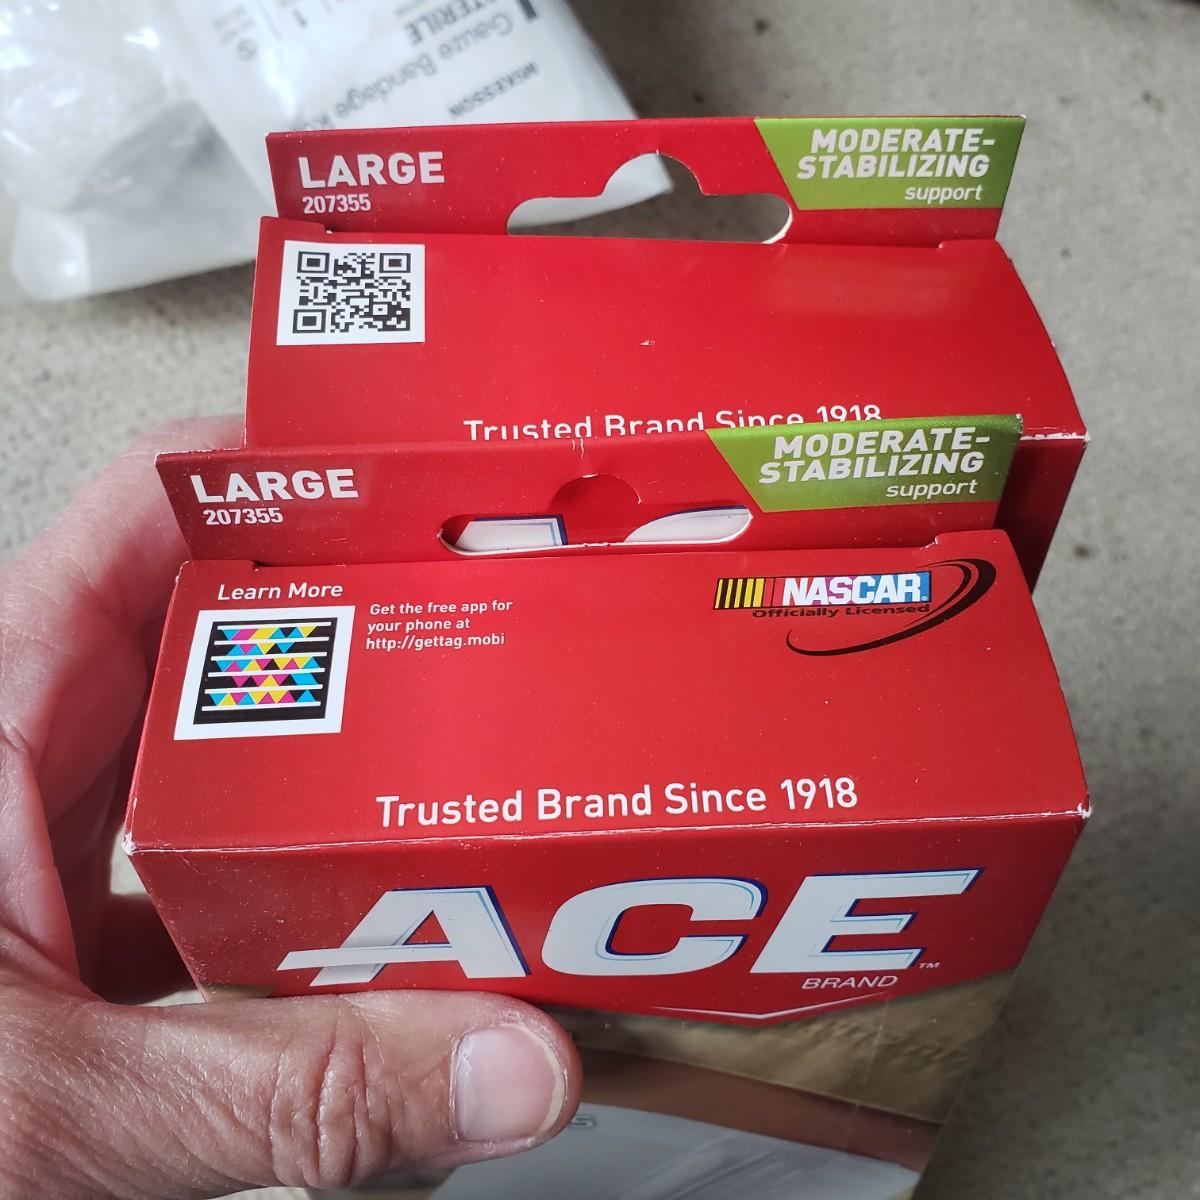 STERILE
Gauze Bandage
McKESSON
LARGE
207355
MODERATE-
STABILIZING
support
Trusted Brand Since 1918
LARGE
207355
MODERATE-
STABILIZING
support
Learn More
Get the free app for
your phone at
http://gettag.mobi
NASCAR.
Officially Licensed
Trusted Brand Since 1918
ACE™
BRAND